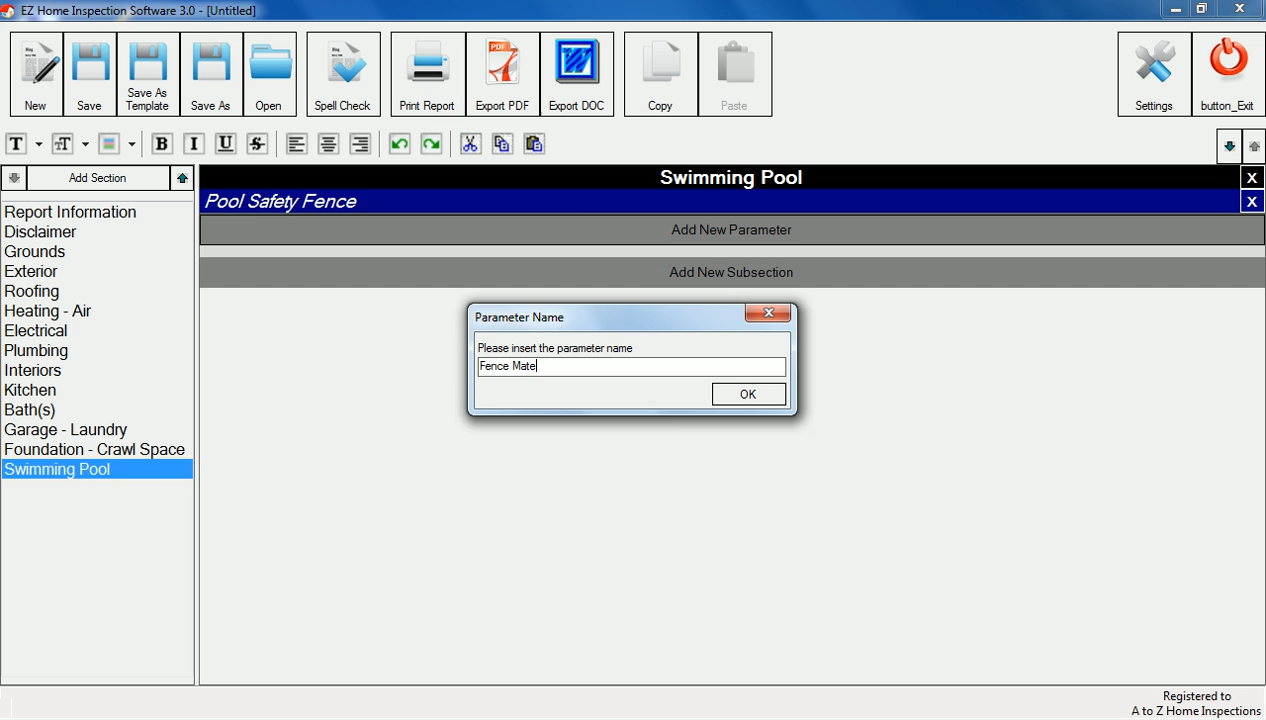 EZ Home Inspection Software 3.0 - [Untitled]
New
Save
Save As Template
Save As
Open
Spell Check
Print Report
PDF
Export PDF
W
Export DOC
Copy
Paste
Settings
button_Exit
T
T
B
I
U
S
Add Section
Report Information
Disclaimer
Grounds
Exterior
Roofing
Heating - Air
Electrical
Plumbing
Interiors
Kitchen
Bath(s)
Garage - Laundry
Foundation - Crawl Space
Swimming Pool
Swimming Pool
X
Pool Safety Fence
X
Add New Parameter
Add New Subsection
Parameter Name
Please insert the parameter name
Fence Mate
OK
Registered to
A to Z Home Inspections